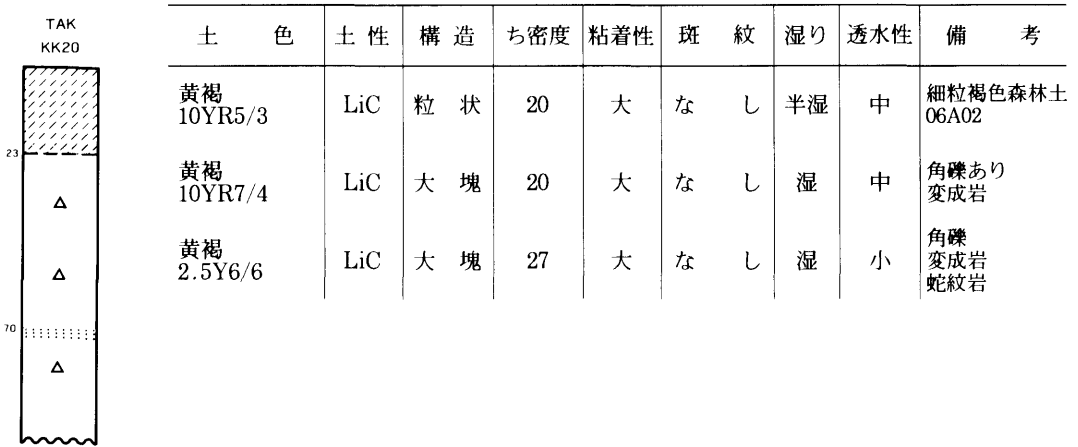 TAK
KK20
23
70
土 色 土性 構造 ち密度 粘着性 斑 紋 湿り 透水性 備 考
黄褐
10YR5/3 LiC 粒 状 20 大 な し 半湿 中 細粒褐色森林土
06A02
黄褐
10YR7/4 LiC 大 塊 20 大 な し 湿 中 角礫あり
変成岩
黄褐
2.5Y6/6 LiC 大 塊 27 大 な し 湿 小 角礫
変成岩
蛇紋岩